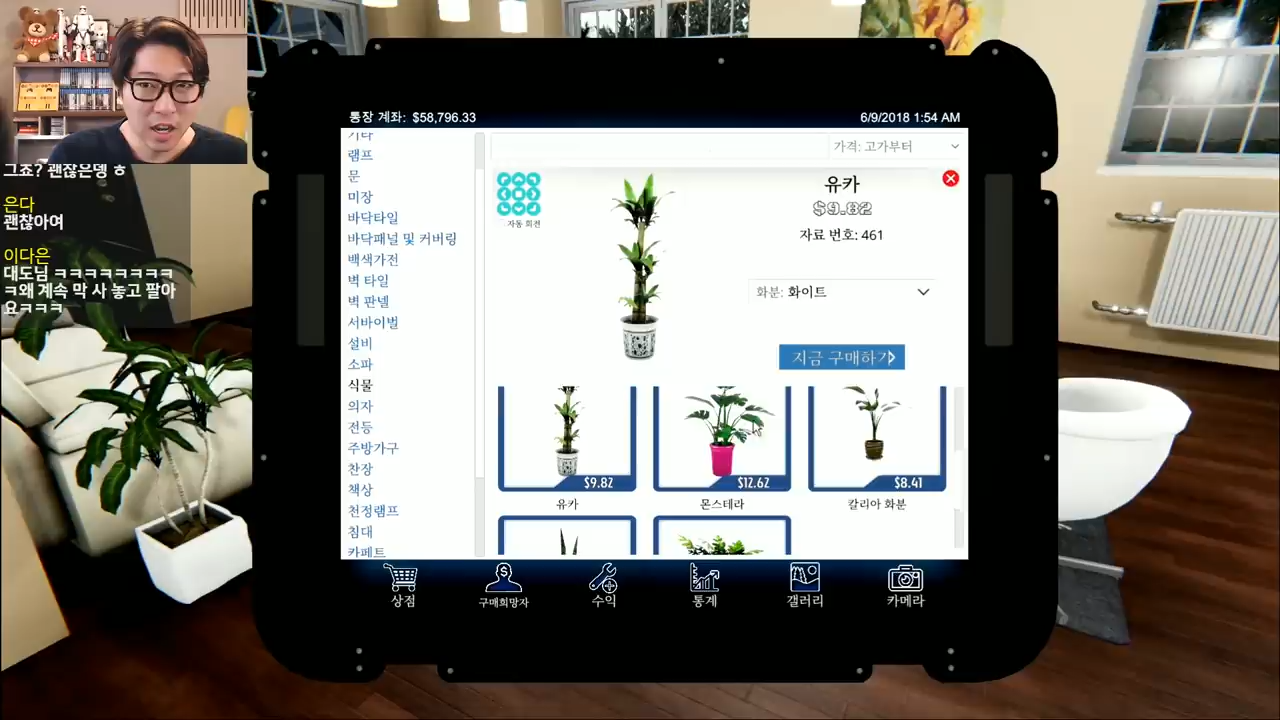 그죠? 괜찮은뎅 ㅎ
은다
괜찮아여
이다은
대도님 ㅋㅋㅋㅋㅋㅋㅋㅋ
ㅋ왜 계속 막 사 놓고 팔아
요ㅋㅋㅋ
통장 계좌: $58,796.33
6/9/2018 1:54 AM
기타
램프
문
미장
바닥타일
바닥패널 및 커버링
백색가전
벽 타일
벽 판넬
서바이벌
설비
소파
식물
의자
전등
주방가구
찬장
책상
천정램프
침대
카페트
가격: 고가부터
자동 회전
유카
$9.82
자료 번호: 461
화분: 화이트
지금 구매하기
$9.82
$12.62
$8.41
유카
몬스테라
칼리아 화분
상점
구매희망자
수익
통계
갤러리
카메라